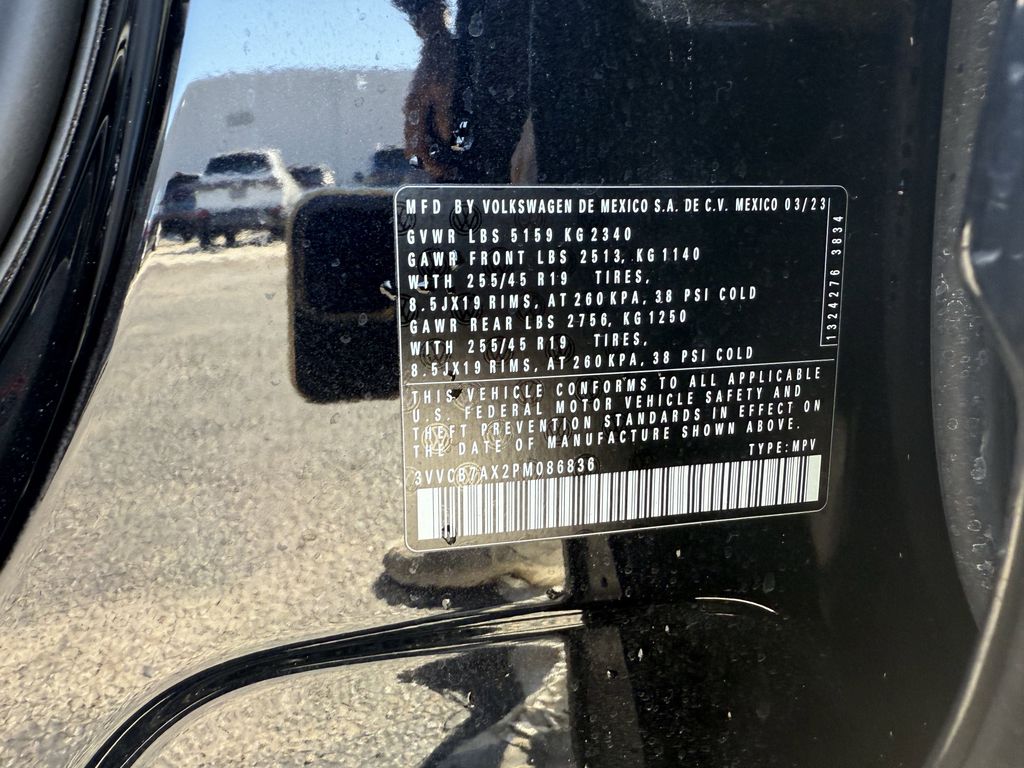 MFD BY VOLKSWAGEN DE MEXICO S.A. DE C.V. MEXICO 03/23
GVWR LBS 5159 KG 2340
GAWR FRONT LBS 2513, KG 1140
WITH 255/45 R19 TIRES,
8.5JX19 RIMS, AT 260 KPA, 38 PSI COLD
GAWR REAR LBS 2756, KG 1250
WITH 255/45 R19 TIRES,
8.5JX19 RIMS, AT 260 KPA, 38 PSI COLD
THIS VEHICLE CONFORMS TO ALL APPLICABLE
U.S. FEDERAL MOTOR VEHICLE SAFETY AND
THEFT PREVENTION STANDARDS IN EFFECT ON
THE DATE OF MANUFACTURE SHOWN ABOVE.
TYPE: MPV
3VVCB7AX2PM086836
1324276 3834